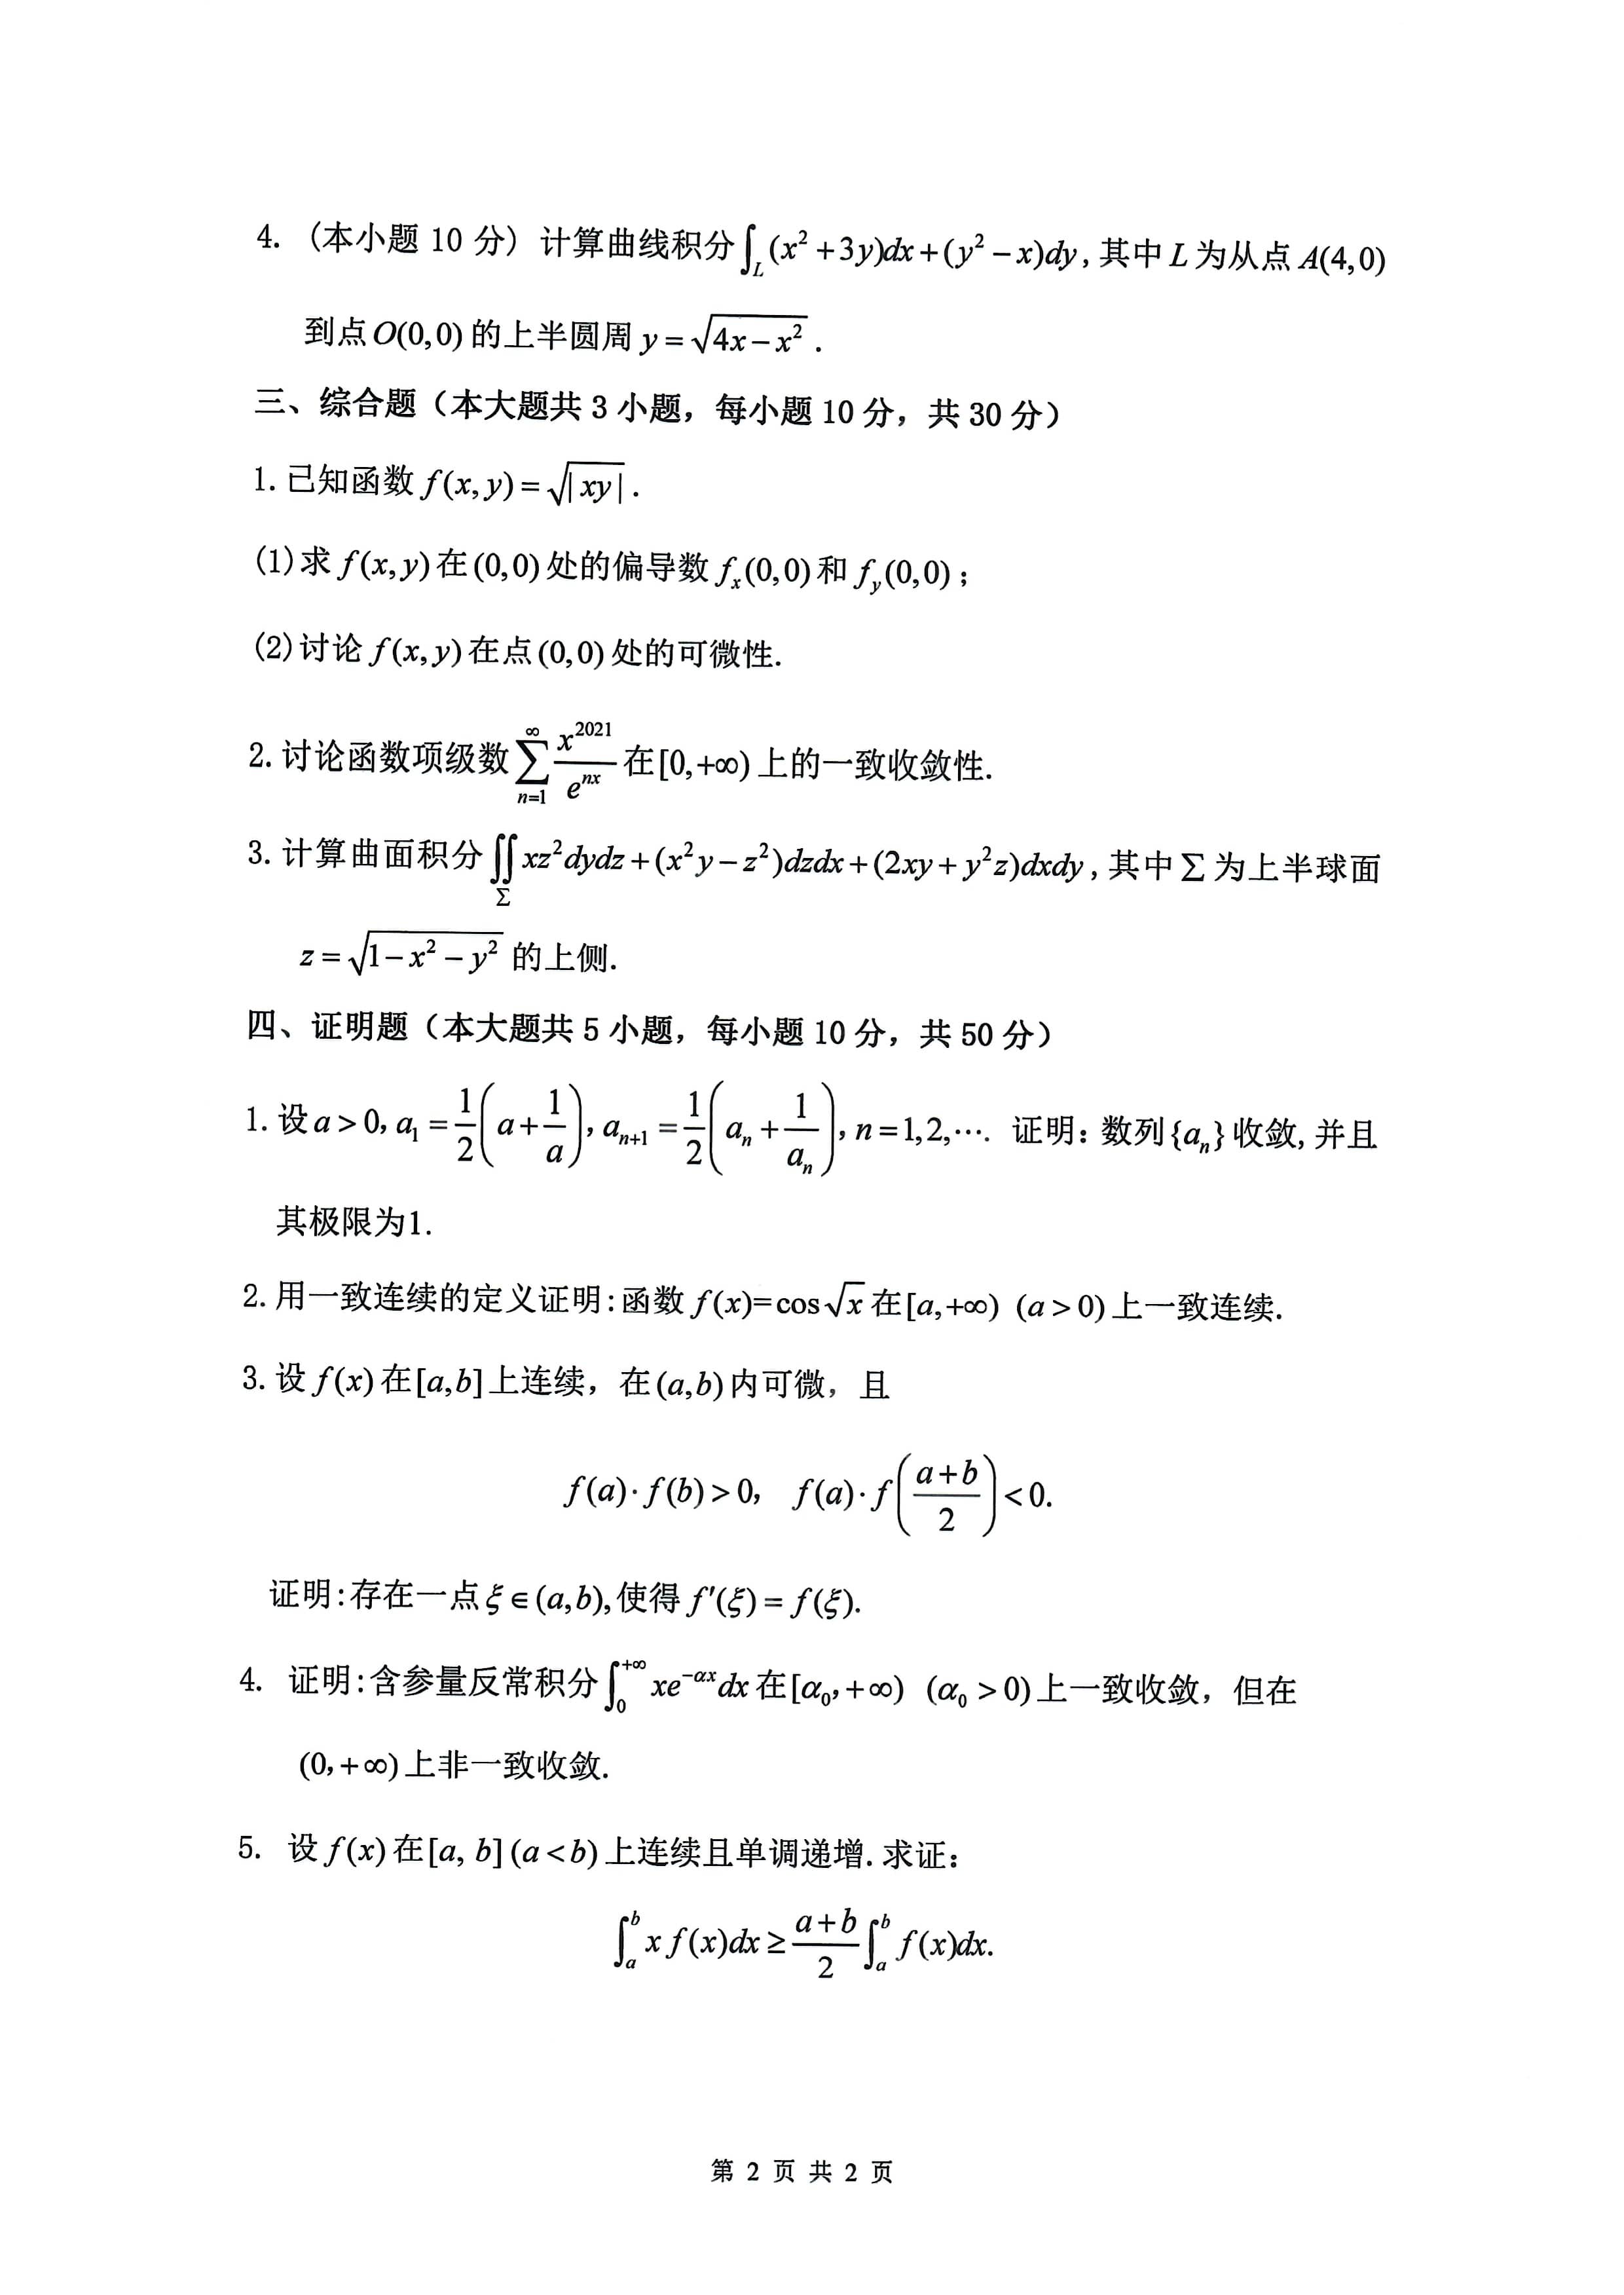 4. (本小题 10 分) 计算曲线积分 $\int_L (x^2+3y)dx+(y^2-x)dy$, 其中 $L$ 为从点 $A(4,0)$
到点 $O(0,0)$ 的上半圆周 $y=\sqrt{4x-x^2}$ .
三、综合题（本大题共 3 小题，每小题 10 分，共 30 分）
1. 已知函数 $f(x,y)=\sqrt{|xy|}$ .
(1) 求 $f(x,y)$ 在 $(0,0)$ 处的偏导数 $f_x(0,0)$ 和 $f_y(0,0)$ ；
(2) 讨论 $f(x,y)$ 在点 $(0,0)$ 处的可微性.
2. 讨论函数项级数 $\sum_{n=1}^{\infty}\frac{x^{2021}}{e^{nx}}$ 在 $[0,+\infty)$ 上的一致收敛性.
3. 计算曲面积分 $\iint_{\Sigma} xz^2dydz+(x^2y-z^2)dzdx+(2xy+y^2z)dxdy$ , 其中 $\Sigma$ 为上半球面
$z=\sqrt{1-x^2-y^2}$ 的上侧.
四、证明题（本大题共 5 小题，每小题 10 分，共 50 分）
1. 设 $a>0, a_1=\frac{1}{2}\left(a+\frac{1}{a}\right), a_{n+1}=\frac{1}{2}\left(a_n+\frac{1}{a_n}\right), n=1,2,\cdots.$ 证明：数列 $\{a_n\}$ 收敛, 并且
其极限为1.
2. 用一致连续的定义证明: 函数 $f(x)=\cos\sqrt{x}$ 在 $[a,+\infty)$ $(a>0)$ 上一致连续.
3. 设 $f(x)$ 在 $[a,b]$ 上连续，在 $(a,b)$ 内可微，且
$f(a)\cdot f(b)>0,\quad f(a)\cdot f\left(\frac{a+b}{2}\right)<0.$
证明: 存在一点 $\xi\in(a,b)$, 使得 $f'(\xi)=f(\xi)$.
4. 证明: 含参量反常积分 $\int_0^{+\infty} xe^{-\alpha x}dx$ 在 $[\alpha_0,+\infty)$ $(\alpha_0>0)$ 上一致收敛，但在
$(0,+\infty)$ 上非一致收敛.
5. 设 $f(x)$ 在 $[a, b]$ $(a<b)$ 上连续且单调递增. 求证：
$\int_a^b x f(x)dx \geq \frac{a+b}{2}\int_a^b f(x)dx.$
第 2 页 共 2 页